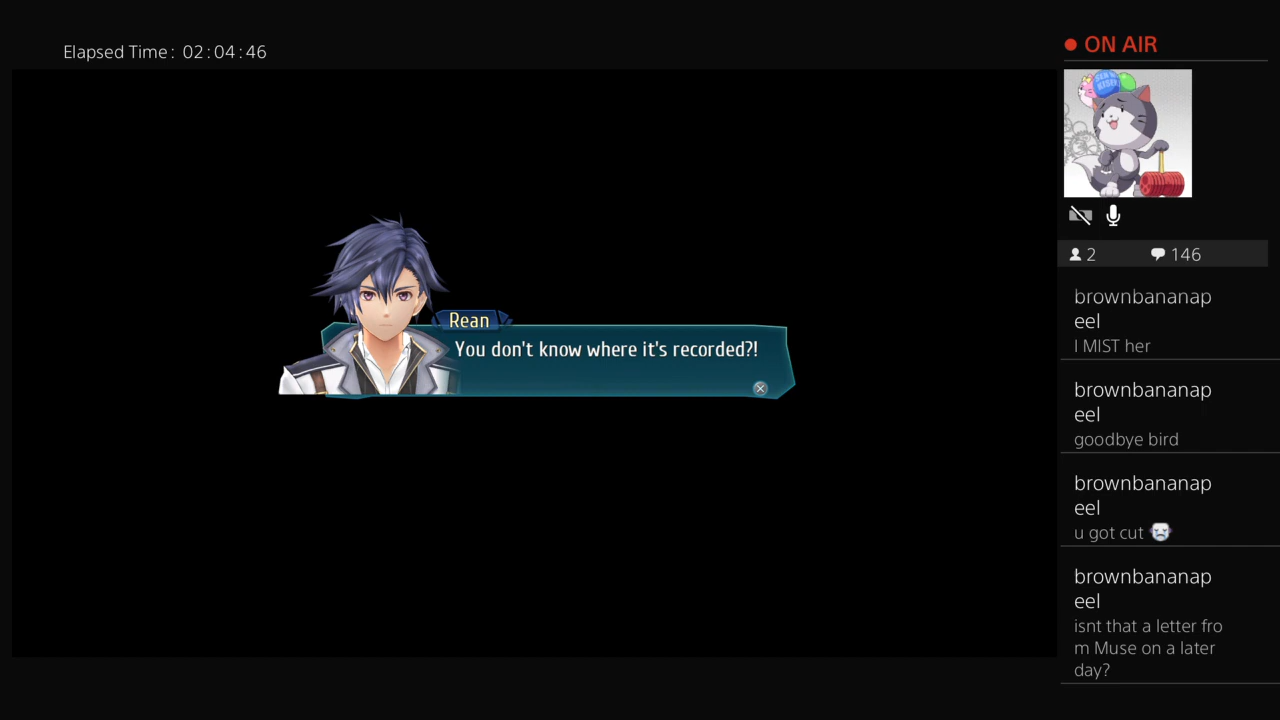 Elapsed Time: 02:04:46
ON AIR
2
146
Rean
You don't know where it's recorded?!
brownbananap
eel
I MIST her
brownbananap
eel
goodbye bird
brownbananap
eel
u got cut
brownbananap
eel
isnt that a letter fro
m Muse on a later
day?